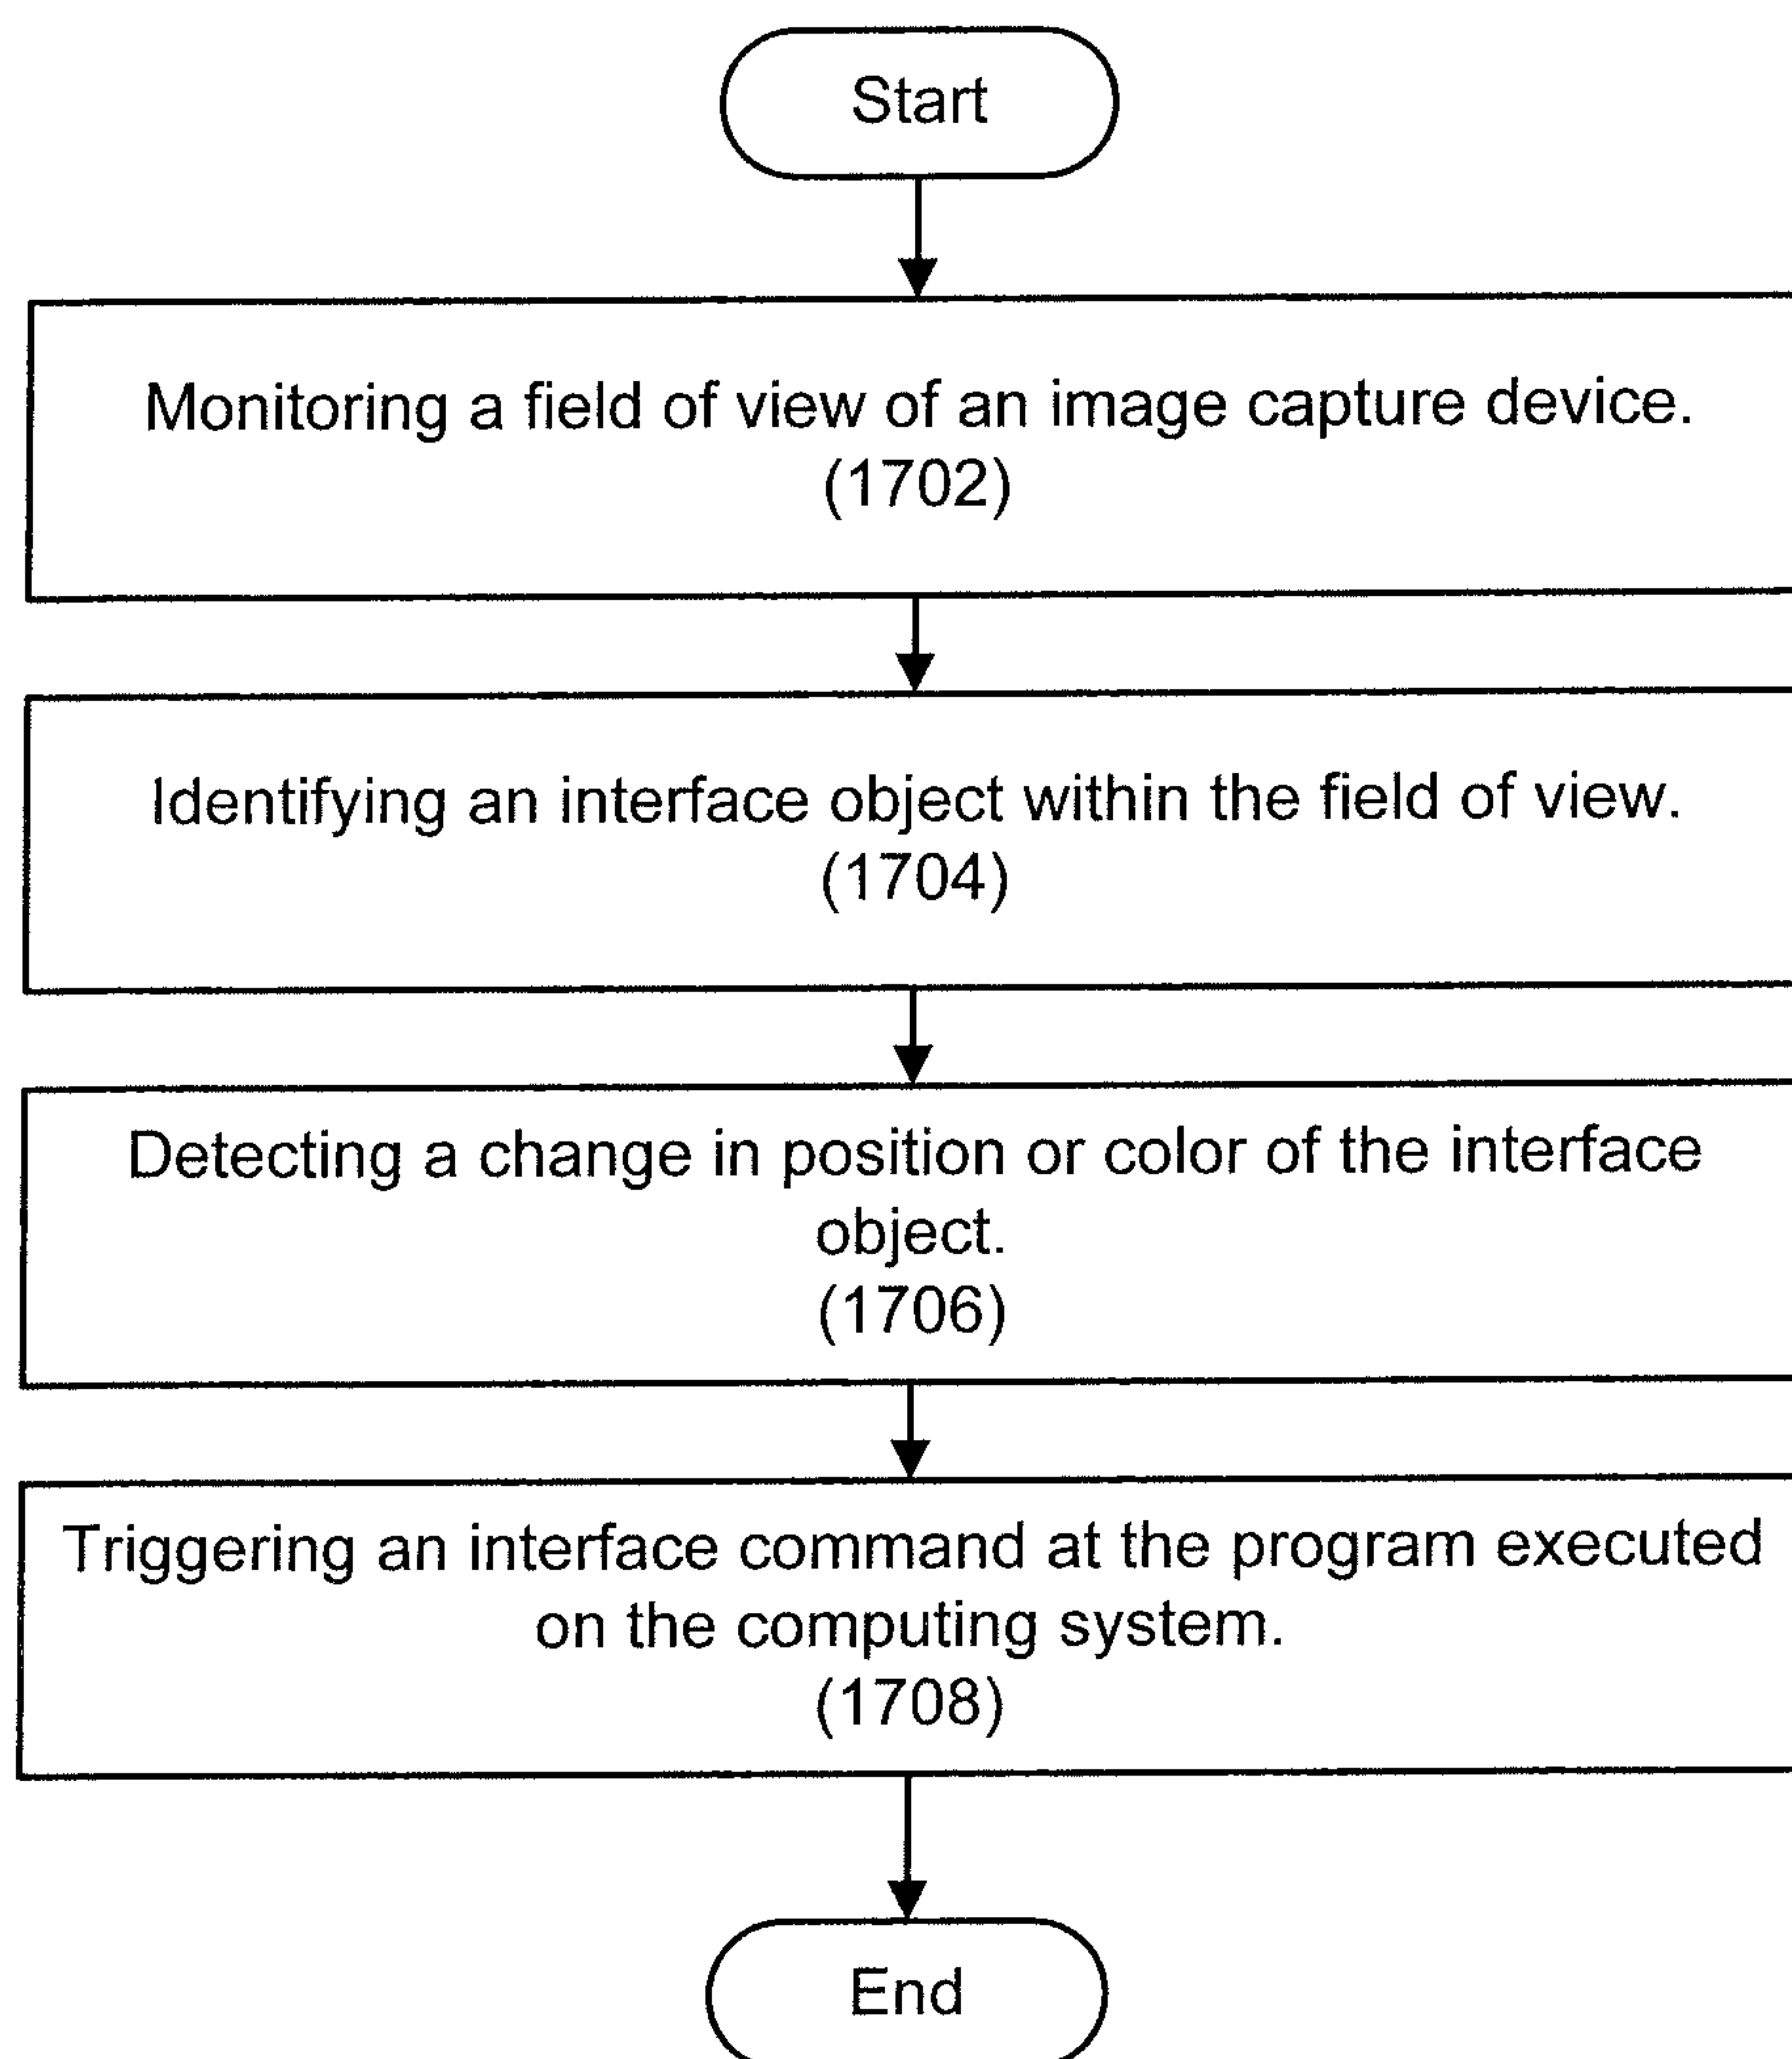 Start
Monitoring a field of view of an image capture device.
(1702)
Identifying an interface object within the field of view.
(1704)
Detecting a change in position or color of the interface
object.
(1706)
Triggering an interface command at the program executed
on the computing system.
(1708)
End